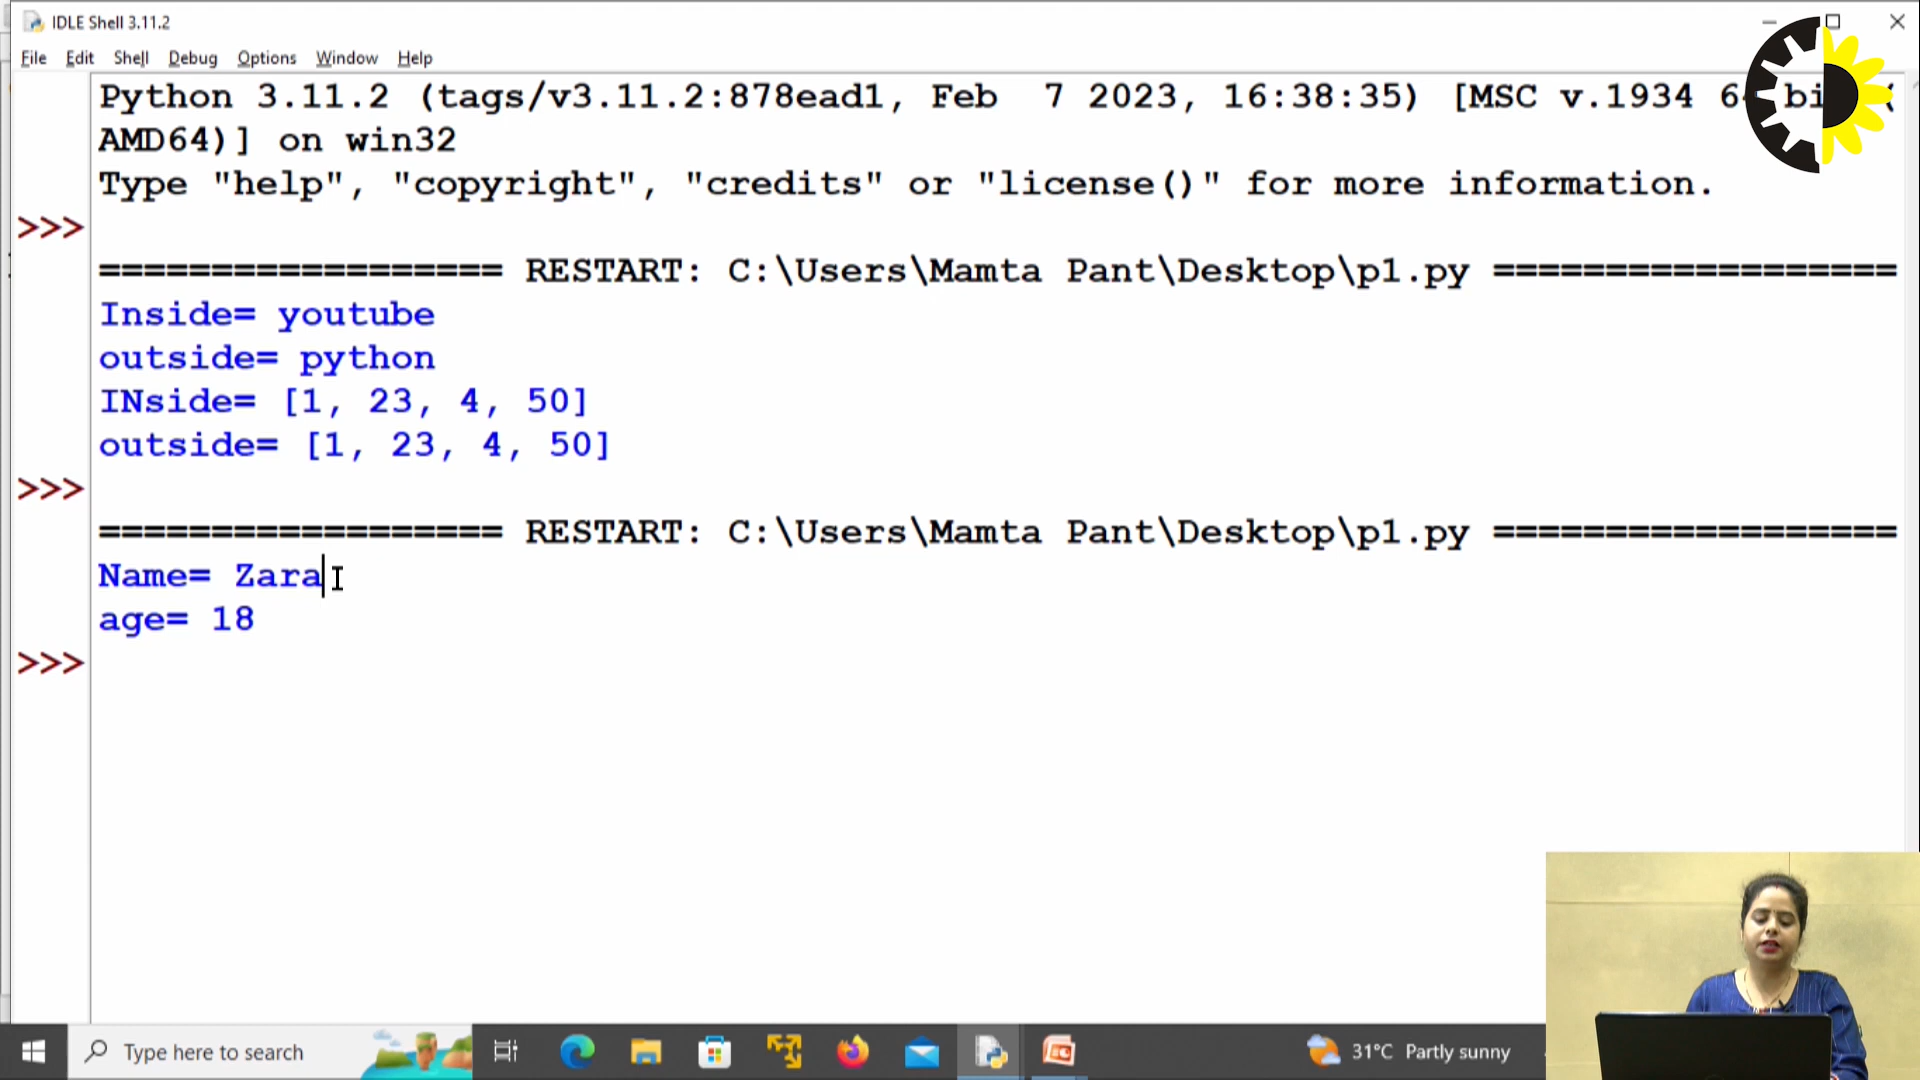 IDLE Shell 3.11.2
File Edit Shell Debug Options Window Help
Python 3.11.2 (tags/v3.11.2:878ead1, Feb  7 2023, 16:38:35) [MSC v.1934 6 bi (
AMD64)] on win32
Type "help", "copyright", "credits" or "license()" for more information.
>>>
================== RESTART: C:\Users\Mamta Pant\Desktop\p1.py ==================
Inside= youtube
outside= python
INside= [1, 23, 4, 50]
outside= [1, 23, 4, 50]
>>>
================== RESTART: C:\Users\Mamta Pant\Desktop\p1.py ==================
Name= Zara
age= 18
>>>
Type here to search
31°C Partly sunny